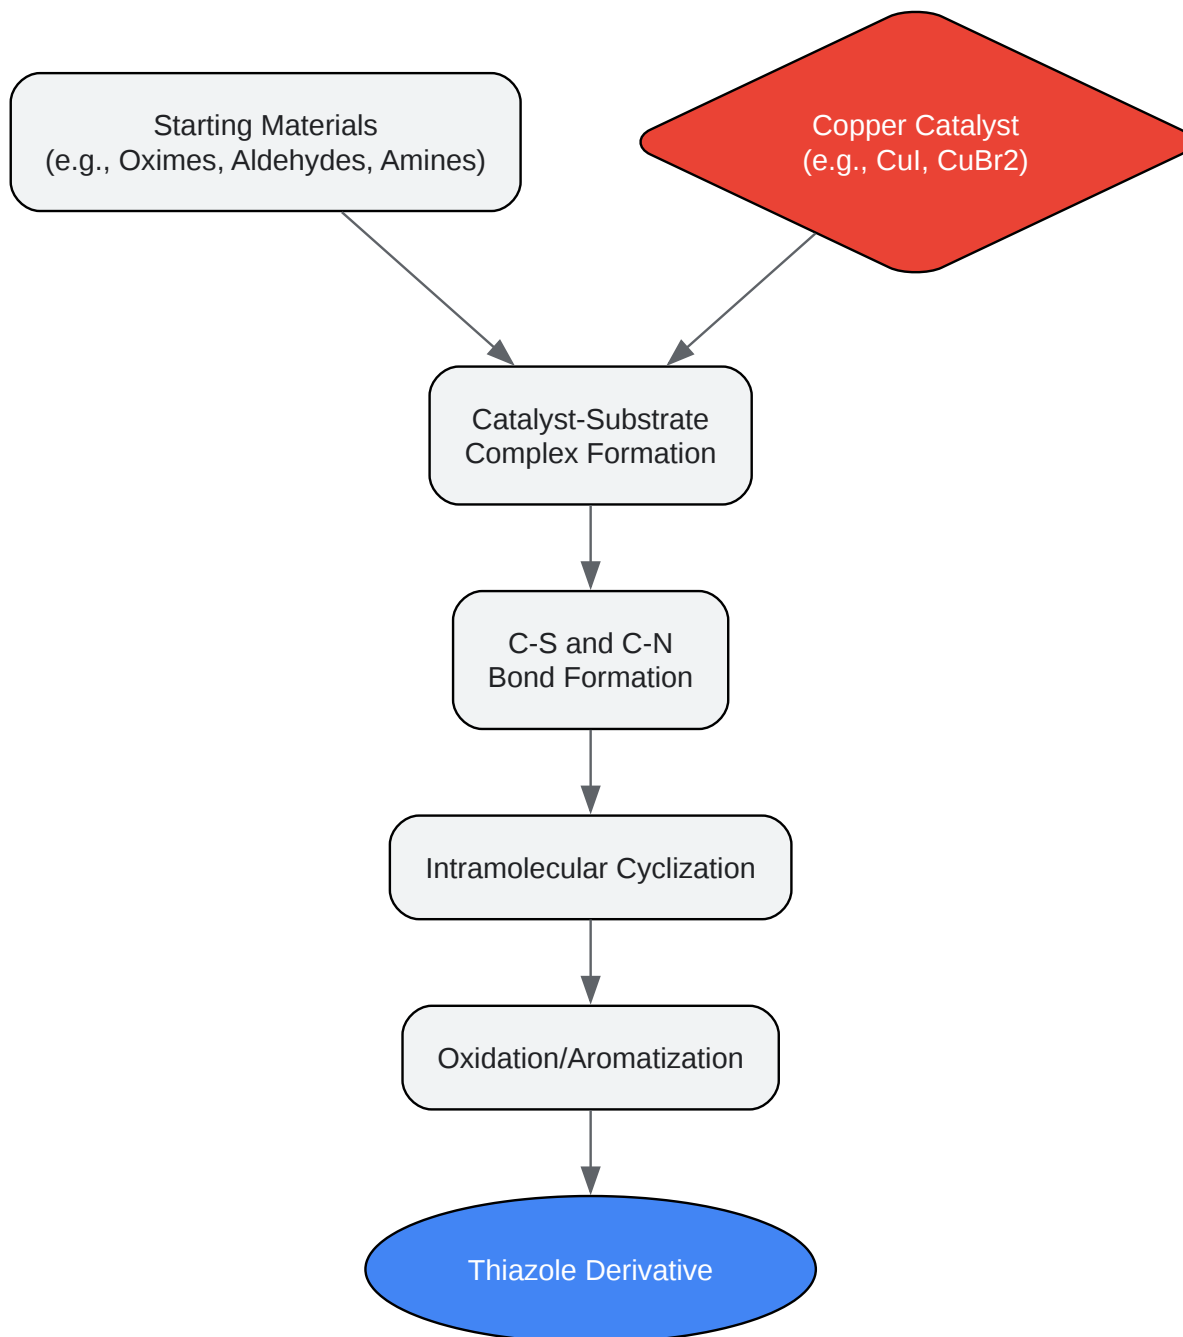 Starting Materials
(e.g., Oximes, Aldehydes, Amines)
Copper Catalyst
(e.g., CuI, CuBr2)
Catalyst-Substrate
Complex Formation
C-S and C-N
Bond Formation
Intramolecular Cyclization
Oxidation/Aromatization
Thiazole Derivative